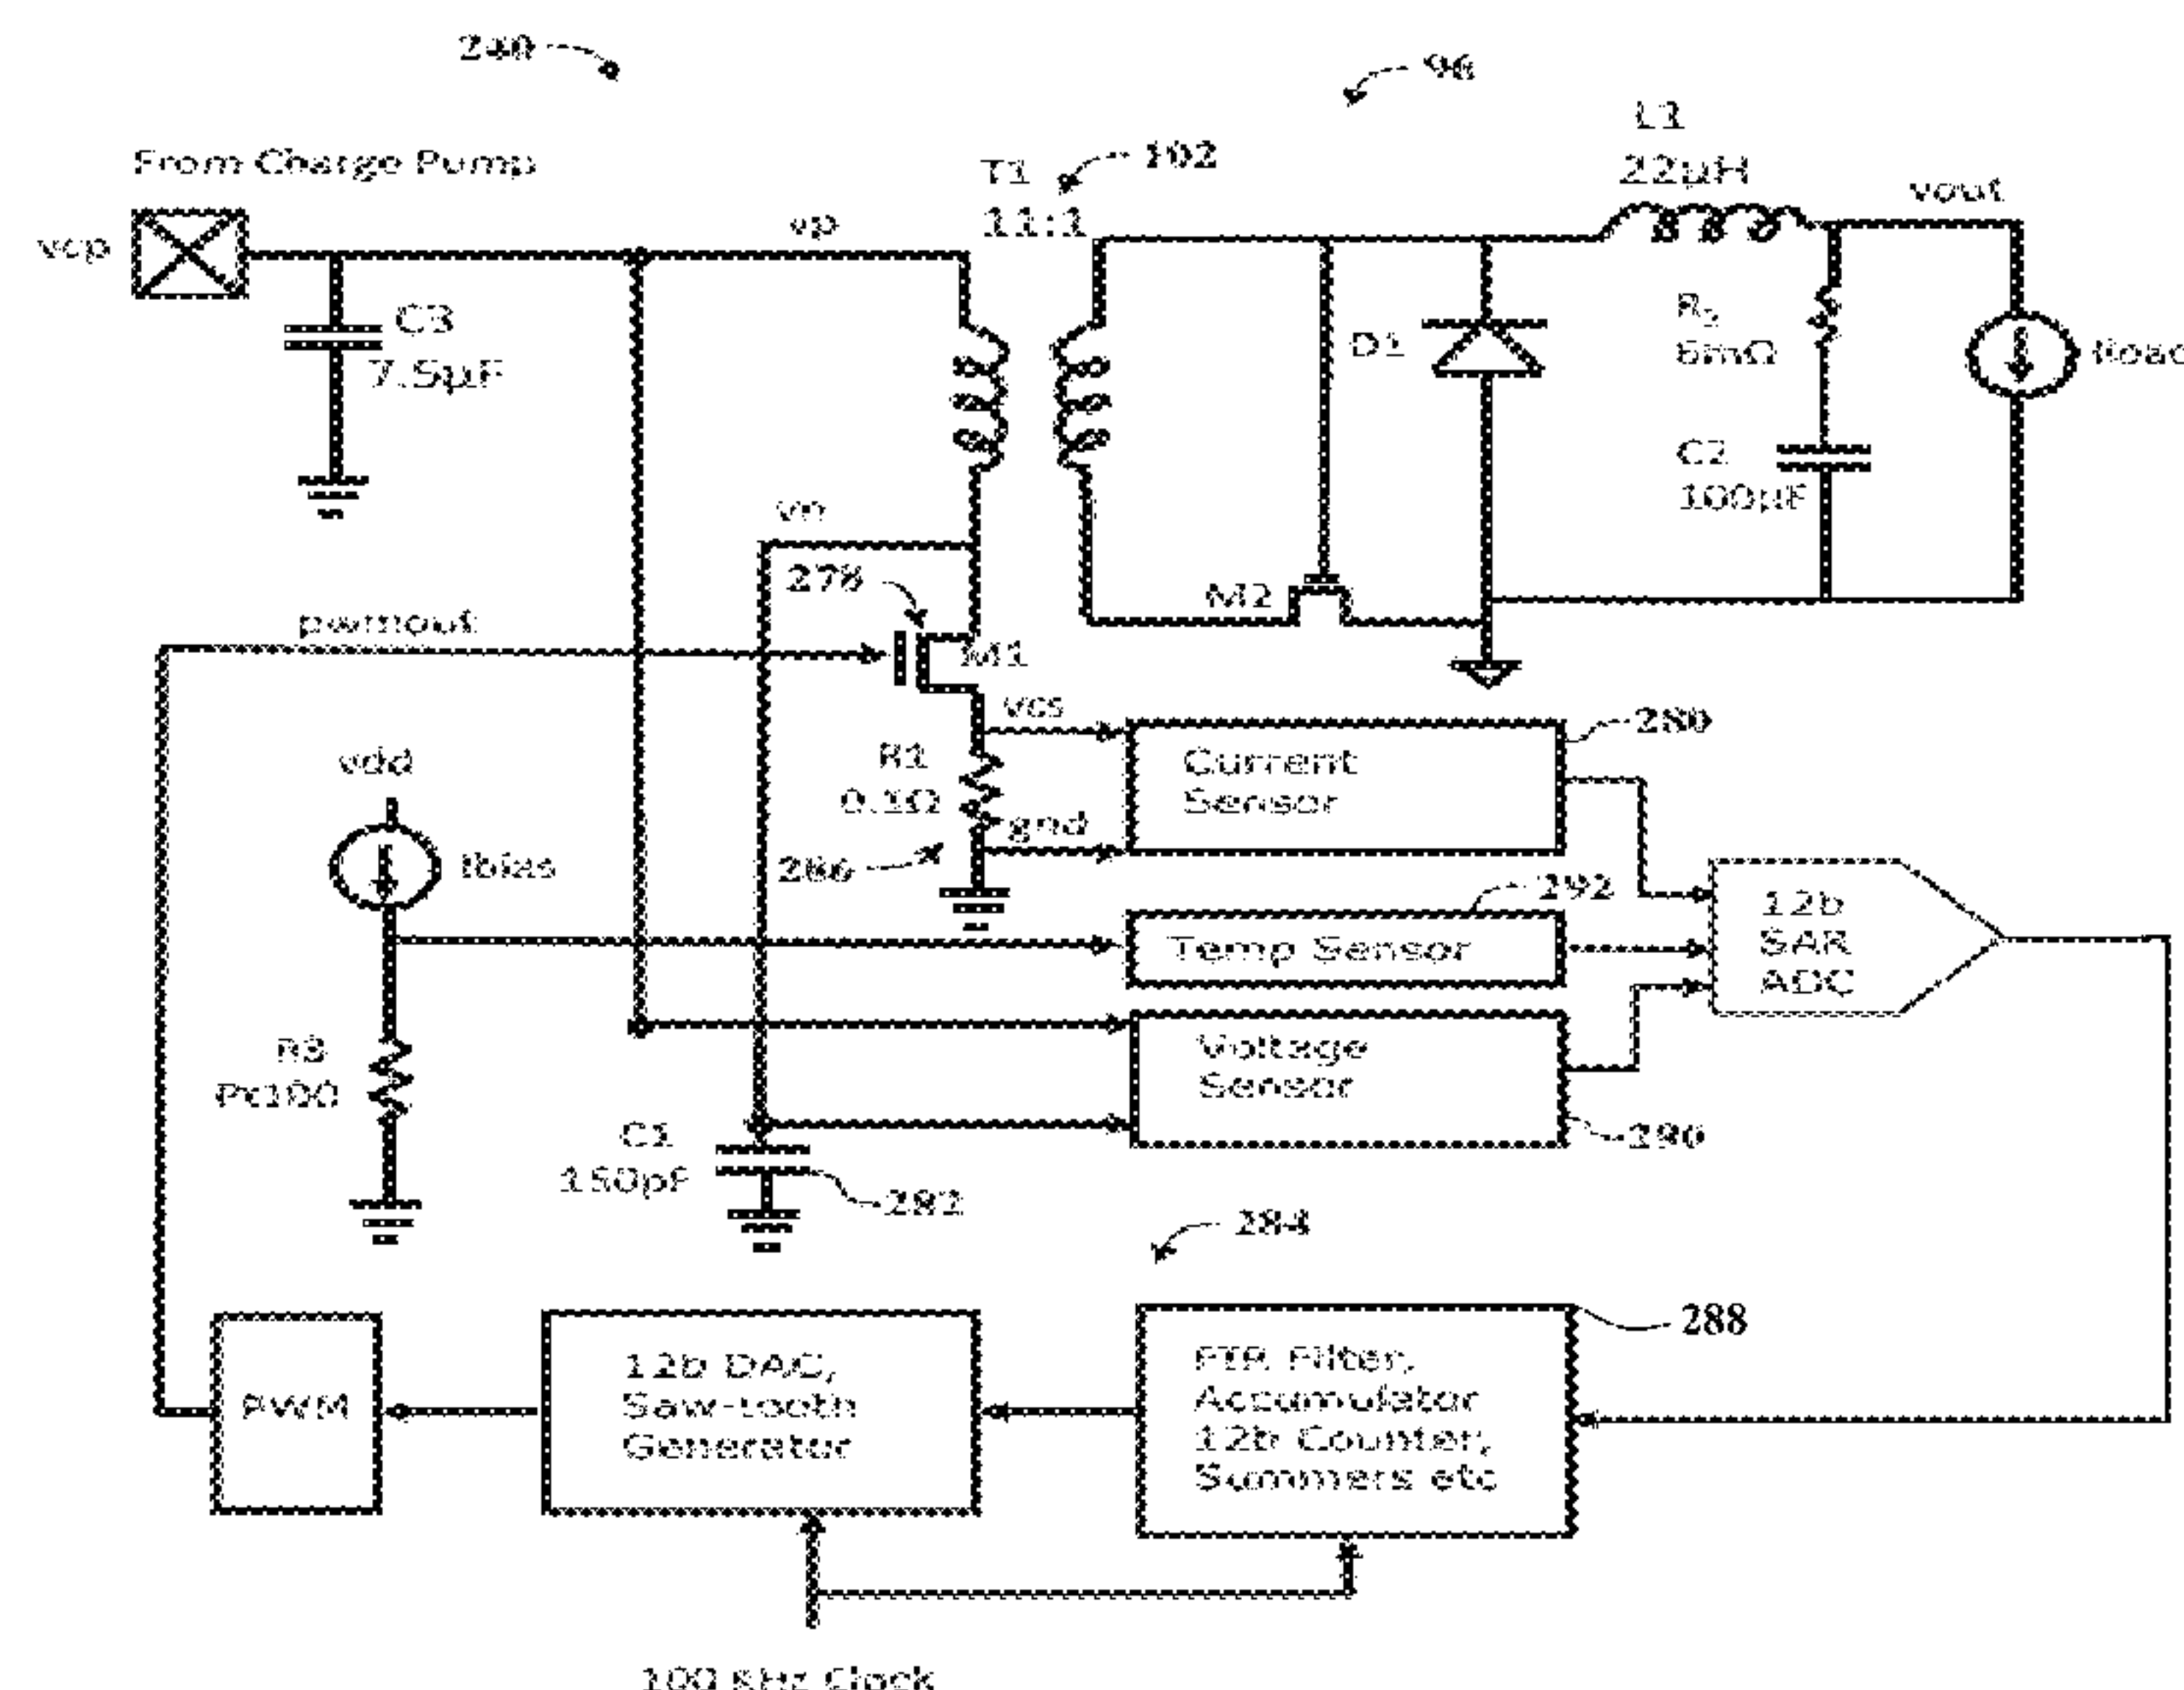 240
96
L1
22µH
From Charge Pump
T1
102
11:1
vout
vcp
vp
C3
7.5µF
D1
6mΩ
C2
100µF
vn
278
M2
pwmout
M1
vcs
280
vdd
R1
0.1Ω
Current
Sensor
Ibias
gnd
286
292
12b
SAR
ADC
Temp Sensor
R3
Pt100
Voltage
Sensor
C1
150pF
290
282
284
288
PWM
12b DAC,
Saw-tooth
Generator
FIR Filter,
Accumulator
12b Counter,
Summers etc
100 KHz Clock